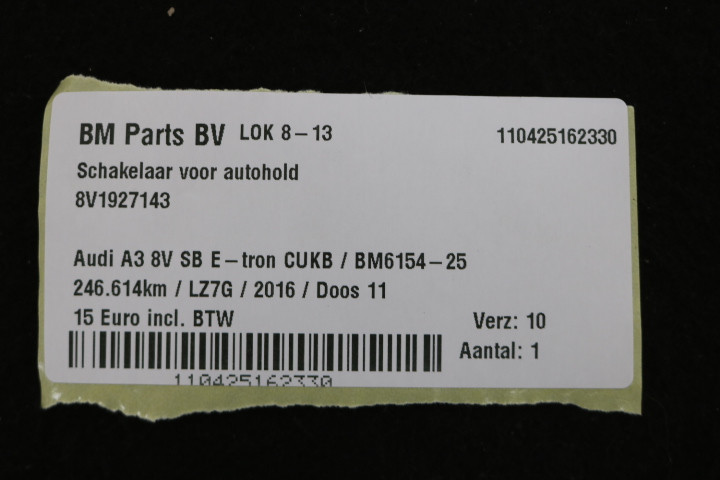 BM Parts BV LOK 8-13 110425162330
Schakelaar voor autohold
8V1927143
Audi A3 8V SB E-tron CUKB / BM6154-25
246.614km / LZ7G / 2016 / Doos 11
15 Euro incl. BTW Verz: 10
Aantal: 1
110425162330